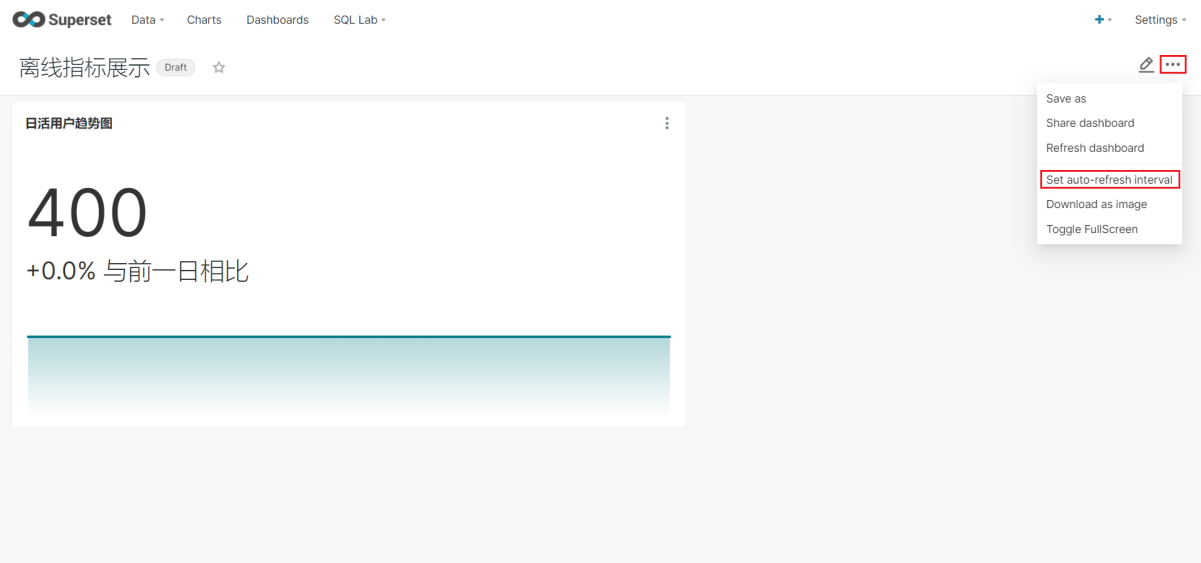 Superset Data Charts Dashboards SQL Lab + Settings
离线指标展示 Draft
Save as
Share dashboard
Refresh dashboard
Set auto-refresh interval
Download as image
Toggle FullScreen
日活用户趋势图
400
+0.0% 与前一日相比